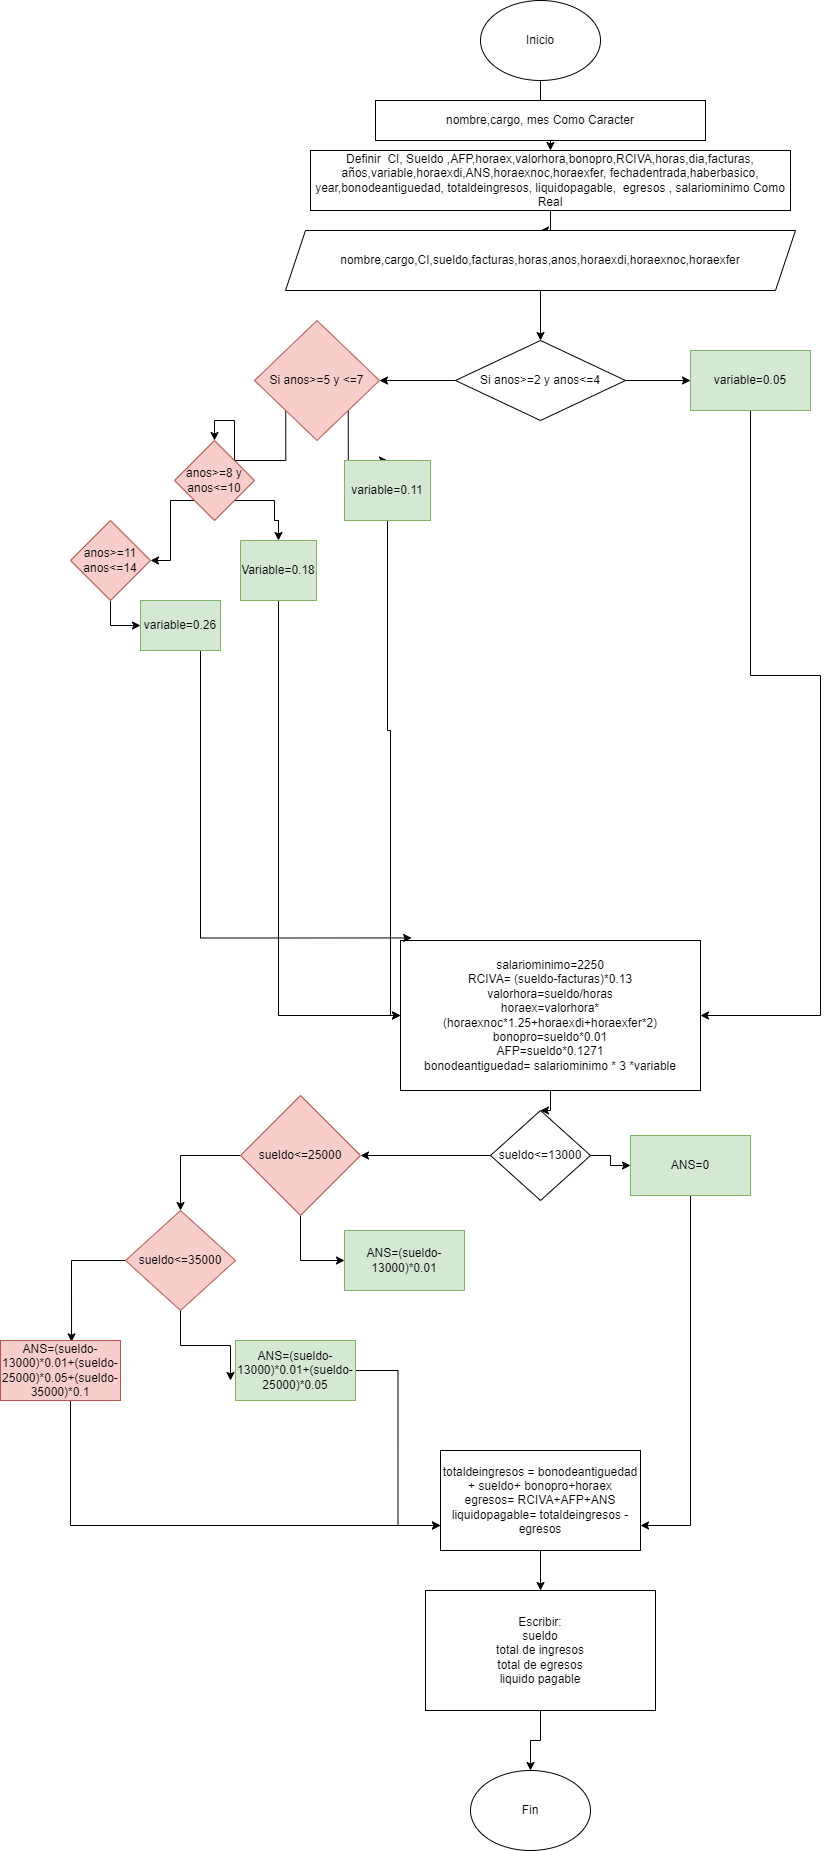 Inicio
nombre,cargo, mes Como Caracter
Definir  CI, Sueldo ,AFP,horaex,valorhora,bonopro,RCIVA,horas,dia,facturas,
años,variable,horaexdi,ANS,horaexnoc,horaexfer, fechadentrada,haberbasico,
year,bonodeantiguedad, totaldeingresos, liquidopagable,  egresos , salariominimo Como
Real
nombre,cargo,CI,sueldo,facturas,horas,anos,horaexdi,horaexnoc,horaexfer
Si anos>=5 y <=7
Si anos>=2 y anos<=4
variable=0.05
anos>=8 y
anos<=10
variable=0.11
anos>=11
anos<=14
Variable=0.18
variable=0.26
salariominimo=2250
RCIVA= (sueldo-facturas)*0.13
valorhora=sueldo/horas
horaex=valorhora*
(horaexnoc*1.25+horaexdi+horaexfer*2)
bonopro=sueldo*0.01
AFP=sueldo*0.1271
bonodeantiguedad= salariominimo * 3 *variable
sueldo<=25000
sueldo<=13000
ANS=0
sueldo<=35000
ANS=(sueldo-
13000)*0.01
ANS=(sueldo-
13000)*0.01+(sueldo-
25000)*0.05+(sueldo-
35000)*0.1
ANS=(sueldo-
13000)*0.01+(sueldo-
25000)*0.05
totaldeingresos = bonodeantiguedad
+ sueldo+ bonopro+horaex
egresos= RCIVA+AFP+ANS
liquidopagable= totaldeingresos -
egresos
Escribir:
sueldo
total de ingresos
total de egresos
liquido pagable
Fin